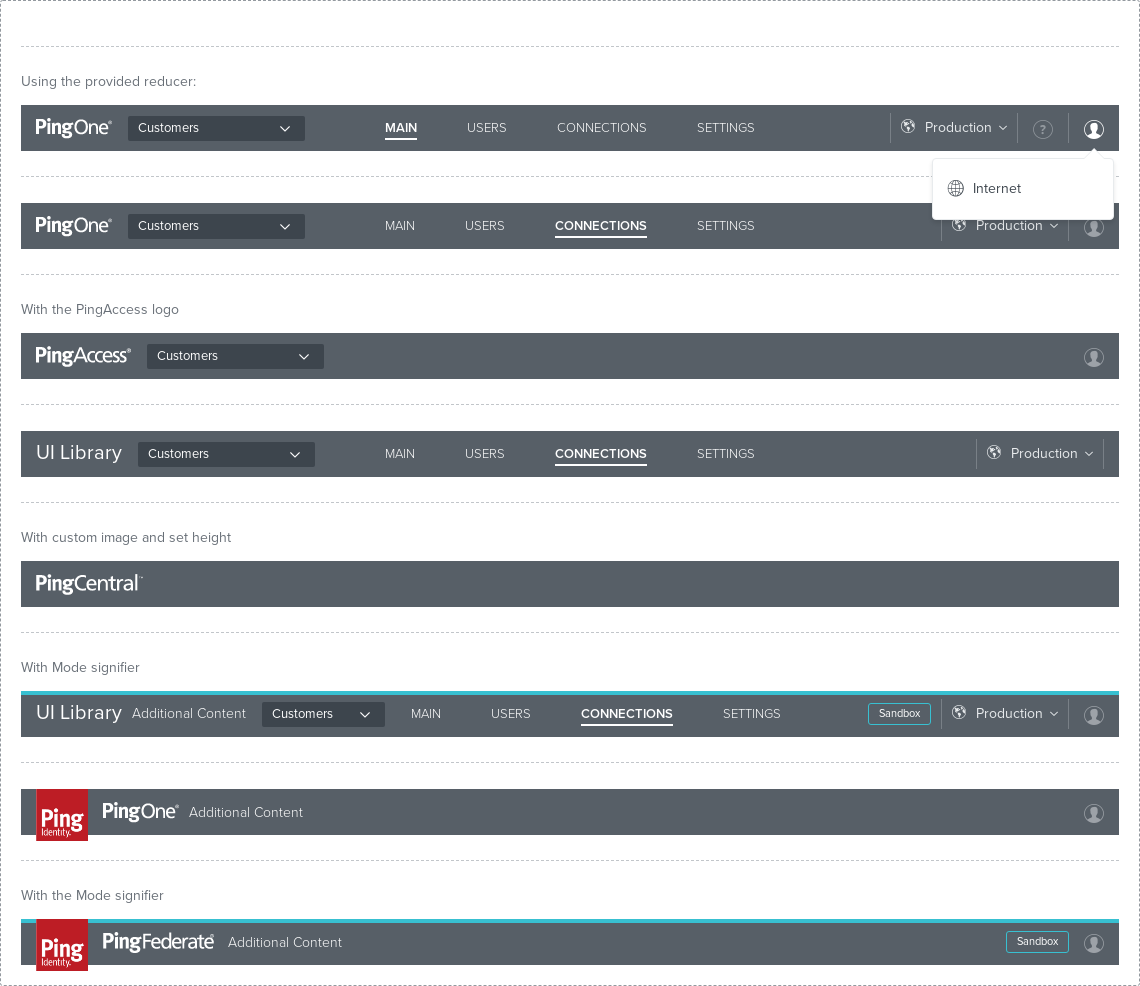 Using the provided reducer:
PingOne® Customers MAIN USERS CONNECTIONS SETTINGS Production ?
Internet
PingOne® Customers MAIN USERS CONNECTIONS SETTINGS Production
With the PingAccess logo
PingAccess® Customers
UI Library Customers MAIN USERS CONNECTIONS SETTINGS Production
With custom image and set height
PingCentral™
With Mode signifier
UI Library Additional Content Customers MAIN USERS CONNECTIONS SETTINGS Sandbox Production
Ping Identity. PingOne® Additional Content
With the Mode signifier
Ping Identity. PingFederate® Additional Content Sandbox